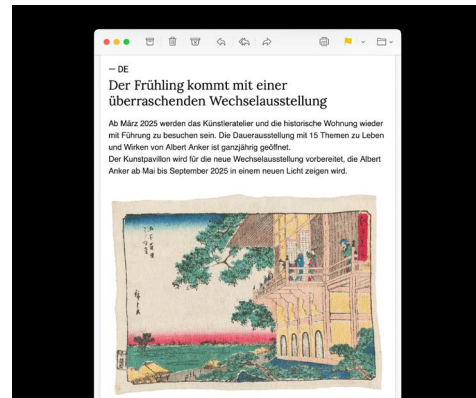 — DE
Der Frühling kommt mit einer
überraschenden Wechselausstellung
Ab März 2025 werden das Künstleratelier und die historische Wohnung wieder
mit Führung zu besuchen sein. Die Dauerausstellung mit 15 Themen zu Leben
und Wirken von Albert Anker ist ganzjährig geöffnet.
Der Kunstpavillon wird für die neue Wechselausstellung vorbereitet, die Albert
Anker ab Mai bis September 2025 in einem neuen Licht zeigen wird.